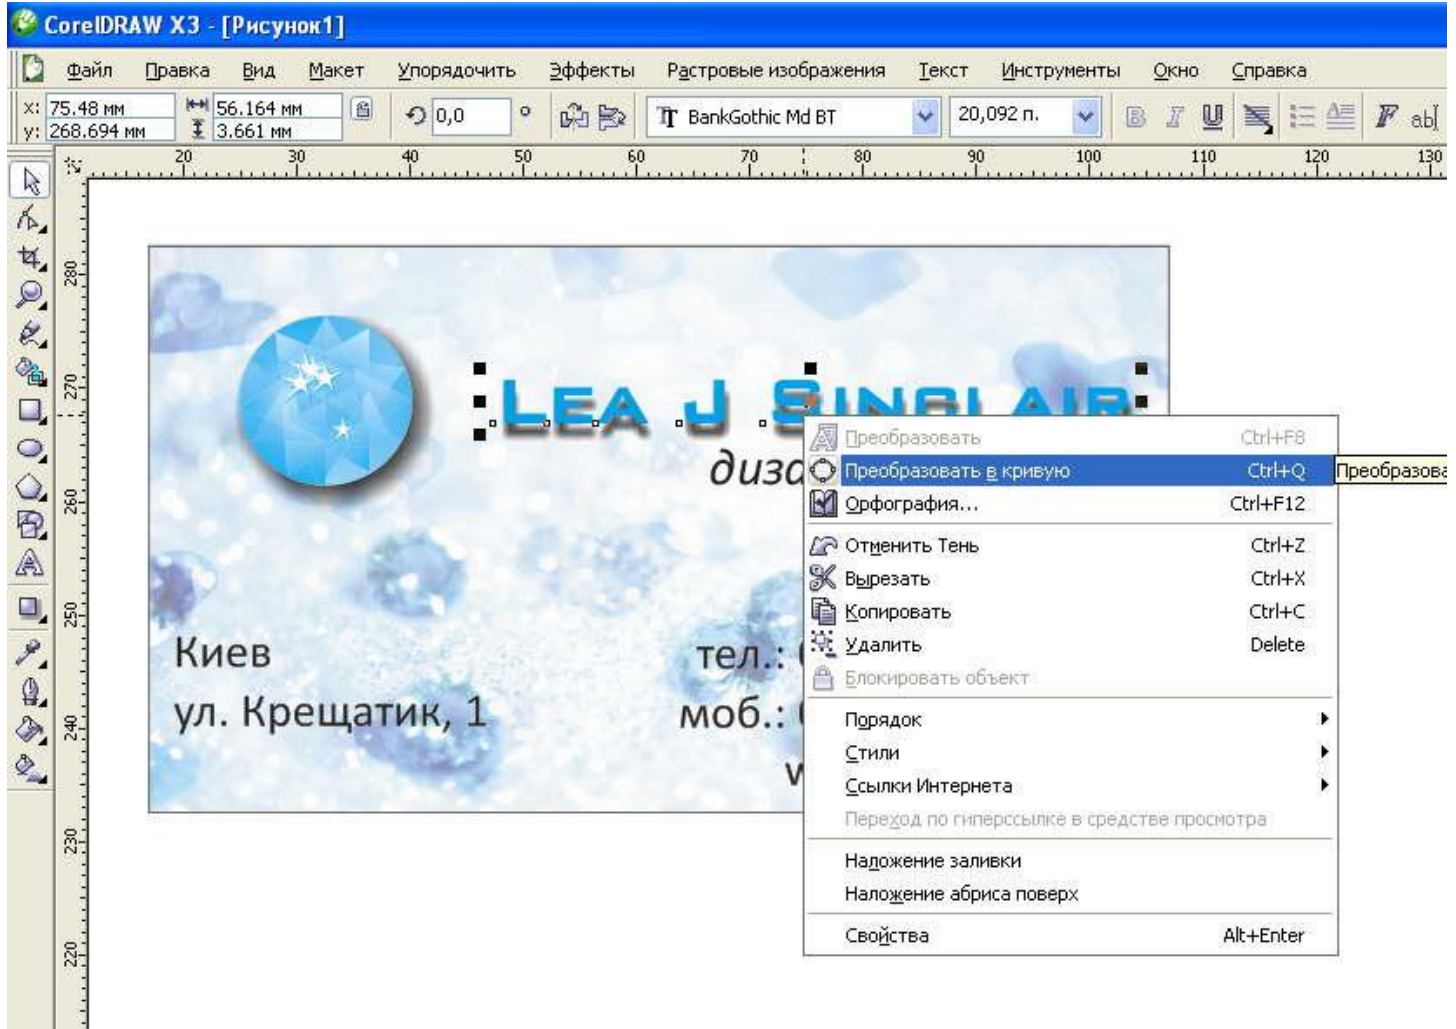 CorelDRAW X3 - [Рисунок1]
Файл Правка Вид Макет Упорядочить Эффекты Растровые изображения Текст Инструменты Окно Справка
x: 75.48 мм 56.164 мм 0,0 ° BankGothic Md BT 20,092 п. B I U F ab
y: 268.694 мм 3.661 мм
20 30 40 50 60 70 80 90 100 110 120 130
280
270
260
250
240
230
220
LEA J SINCLAIR
диза
Киев
ул. Крещатик, 1
тел.:
моб.:
w
Преобразовать Ctrl+F8
Преобразовать в кривую Ctrl+Q
Преобразова
Орфография... Ctrl+F12
Отменить Тень Ctrl+Z
Вырезать Ctrl+X
Копировать Ctrl+C
Удалить Delete
Блокировать объект
Порядок
Стили
Ссылки Интернета
Переход по гиперссылке в средстве просмотра
Наложение заливки
Наложение абриса поверх
Свойства Alt+Enter